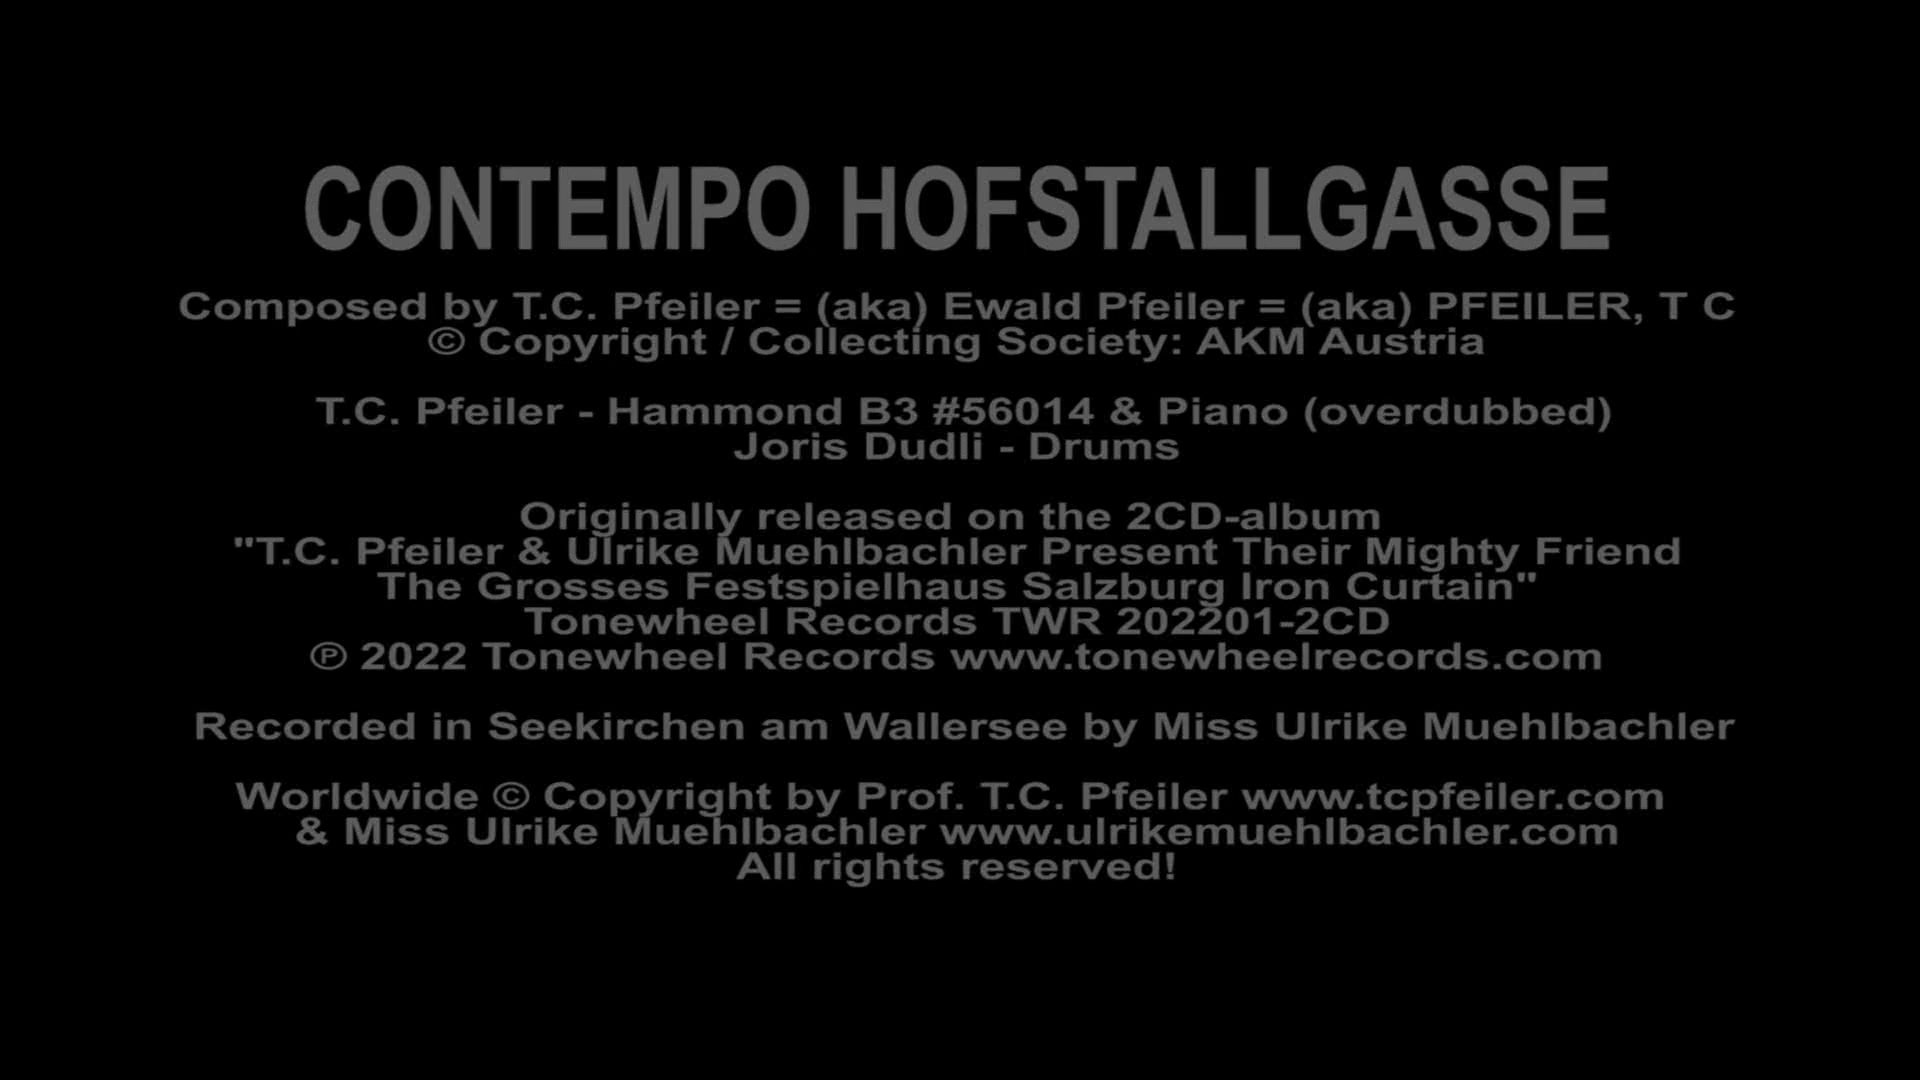 CONTEMPO HOFSTALLGASSE
Composed by T.C. Pfeiler = (aka) Ewald Pfeiler = (aka) PFEILER, T C
© Copyright / Collecting Society: AKM Austria
T.C. Pfeiler - Hammond B3 #56014 & Piano (overdubbed)
Joris Dudli - Drums
Originally released on the 2CD-album
"T.C. Pfeiler & Ulrike Muehlbachler Present Their Mighty Friend
The Grosses Festspielhaus Salzburg Iron Curtain"
Tonewheel Records TWR 202201-2CD
℗ 2022 Tonewheel Records www.tonewheelrecords.com
Recorded in Seekirchen am Wallersee by Miss Ulrike Muehlbachler
Worldwide © Copyright by Prof. T.C. Pfeiler www.tcpfeiler.com
& Miss Ulrike Muehlbachler www.ulrikemuehlbachler.com
All rights reserved!